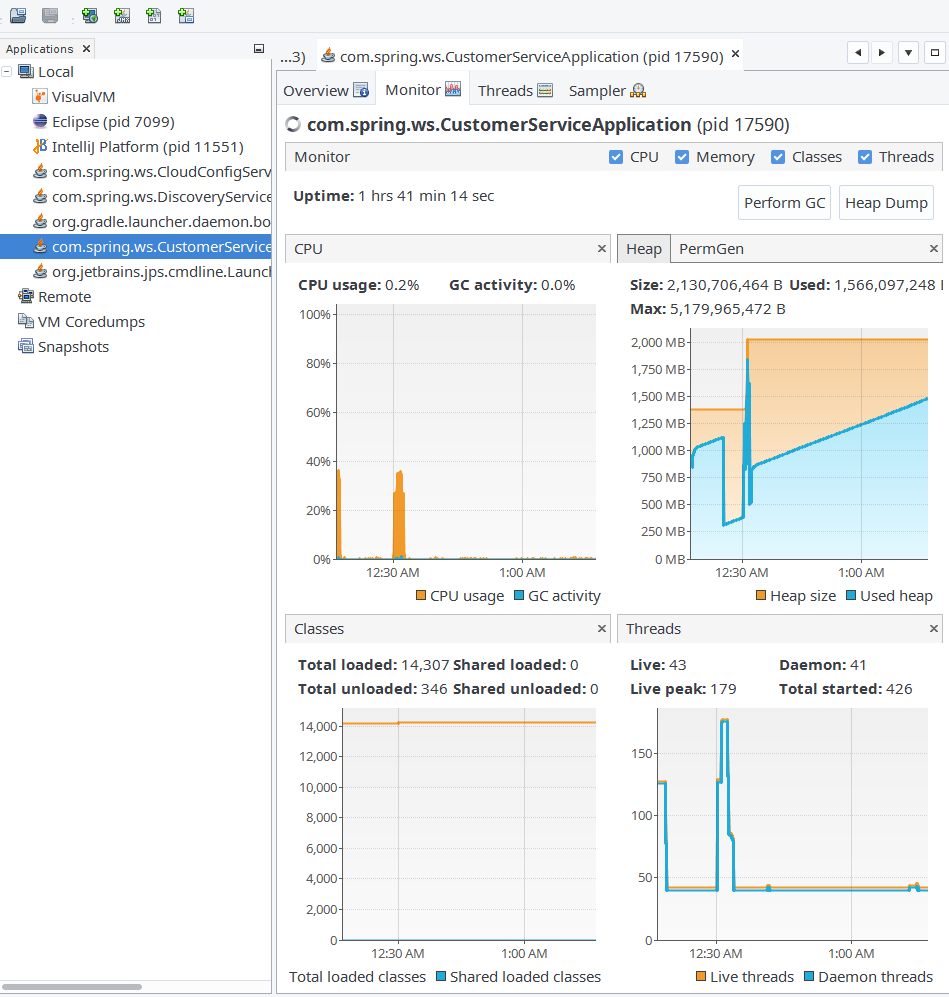 Applications
...3)
com.spring.ws.CustomerServiceApplication (pid 17590)
Local
VisualVM
Eclipse (pid 7099)
IntelliJ Platform (pid 11551)
com.spring.ws.CloudConfigServ
com.spring.ws.DiscoveryService
org.gradle.launcher.daemon.bo
com.spring.ws.CustomerService
org.jetbrains.jps.cmdline.Launch
Remote
VM Coredumps
Snapshots
Overview Monitor Threads Sampler
com.spring.ws.CustomerServiceApplication (pid 17590)
Monitor CPU Memory Classes Threads
Uptime: 1 hrs 41 min 14 sec
Perform GC Heap Dump
CPU
CPU usage: 0.2% GC activity: 0.0%
100%
80%
60%
40%
20%
0%
12:30 AM 1:00 AM
CPU usage GC activity
Heap PermGen
Size: 2,130,706,464 B Used: 1,566,097,248
Max: 5,179,965,472 B
2,000 MB
1,750 MB
1,500 MB
1,250 MB
1,000 MB
750 MB
500 MB
250 MB
0 MB
12:30 AM 1:00 AM
Heap size Used heap
Classes
Total loaded: 14,307 Shared loaded: 0
Total unloaded: 346 Shared unloaded: 0
14,000
12,000
10,000
8,000
6,000
4,000
2,000
0
12:30 AM 1:00 AM
Total loaded classes Shared loaded classes
Threads
Live: 43 Daemon: 41
Live peak: 179 Total started: 426
150
100
50
0
12:30 AM 1:00 AM
Live threads Daemon threads